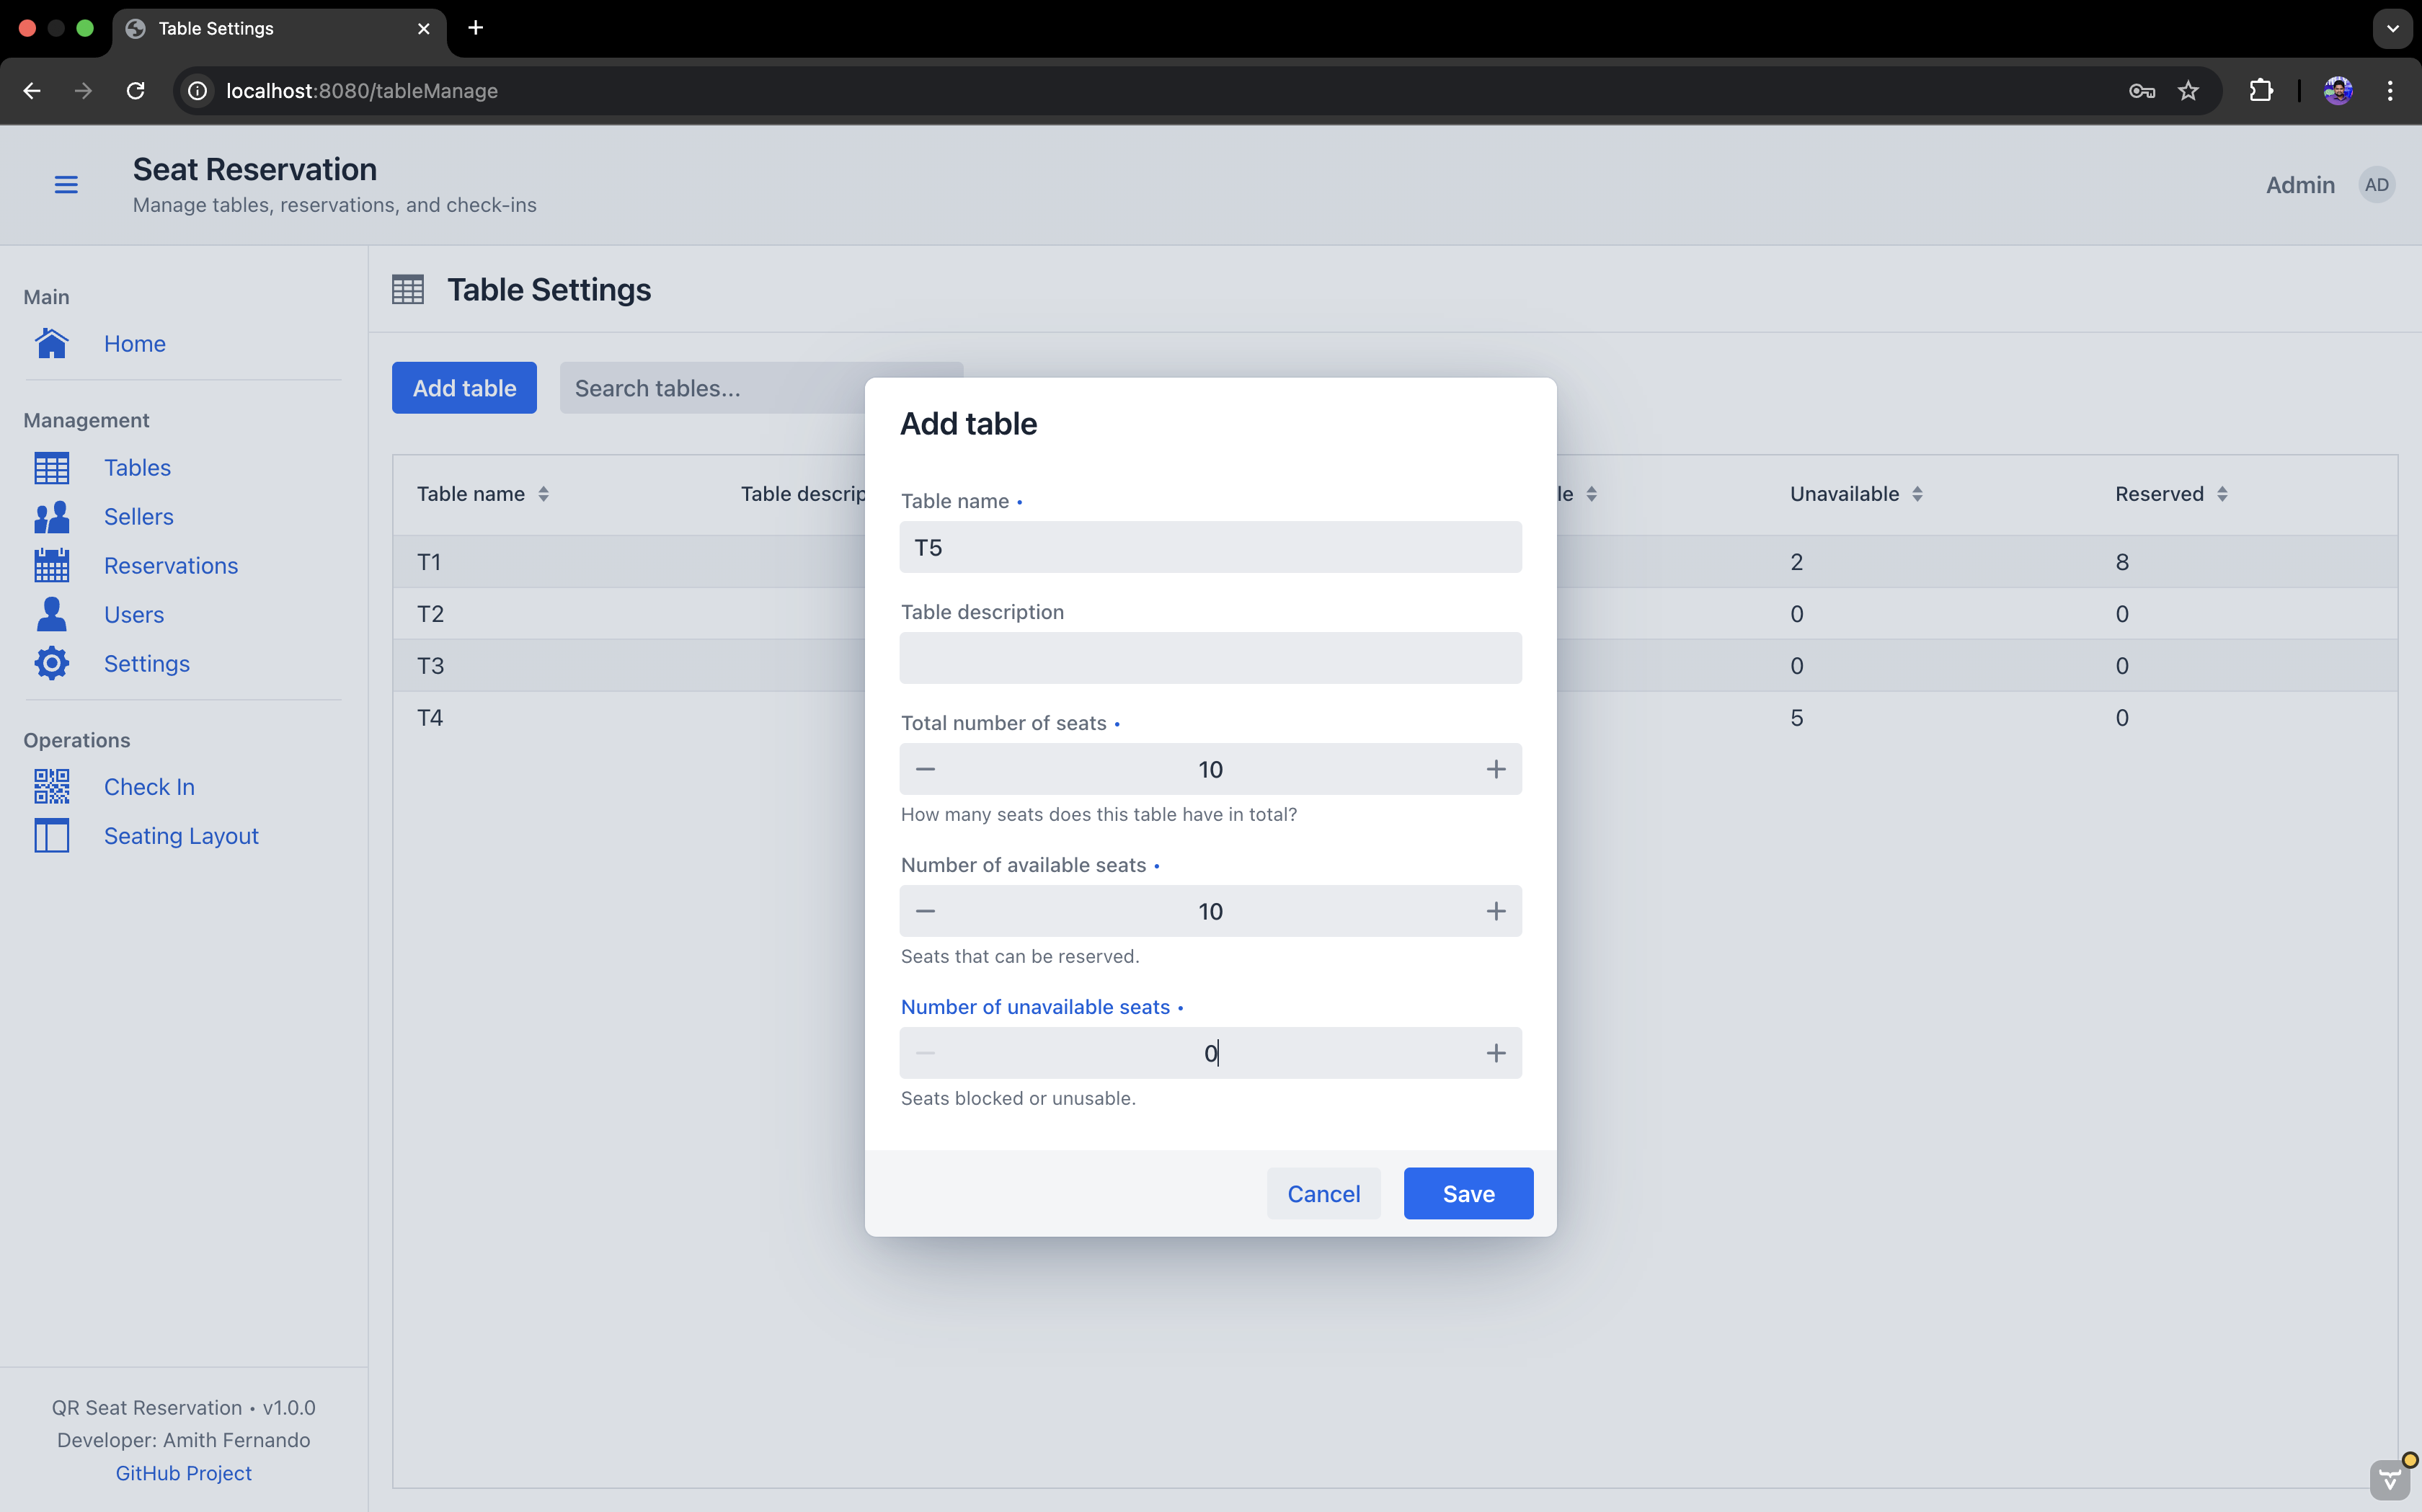 Table Settings
localhost:8080/tableManage
Seat Reservation
Manage tables, reservations, and check-ins
Admin AD
Main
Home
Management
Tables
Sellers
Reservations
Users
Settings
Operations
Check In
Seating Layout
QR Seat Reservation • v1.0.0
Developer: Amith Fernando
GitHub Project
Table Settings
Add table Search tables...
Table name Table descrip le Unavailable Reserved
T1 2 8
T2 0 0
T3 0 0
T4 5 0
Add table
Table name •
T5
Table description
Total number of seats •
10
How many seats does this table have in total?
Number of available seats •
10
Seats that can be reserved.
Number of unavailable seats •
0
Seats blocked or unusable.
Cancel Save